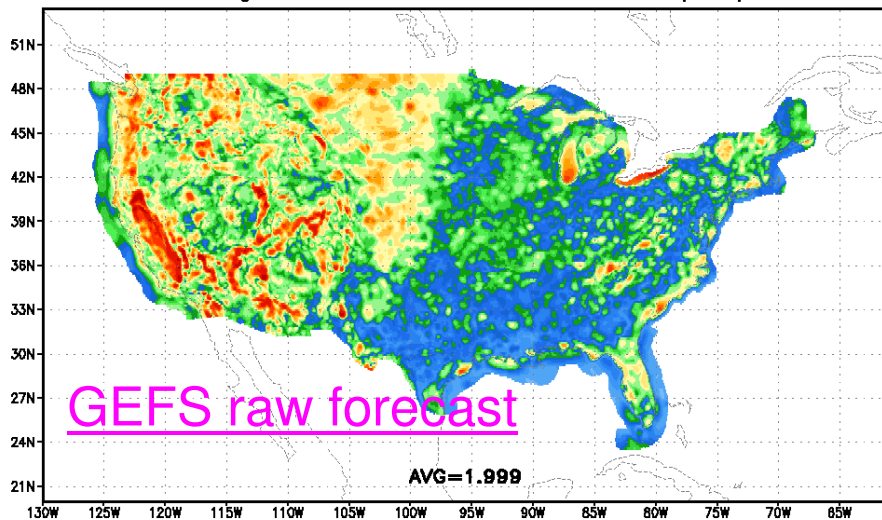 51N
48N
45N
42N
39N
36N
33N
30N
27N
24N
21N
GEFS raw forecast
AVG=1.999
130W 125W 120W 115W 110W 105W 100W 95W 90W 85W 80W 75W 70W 65W